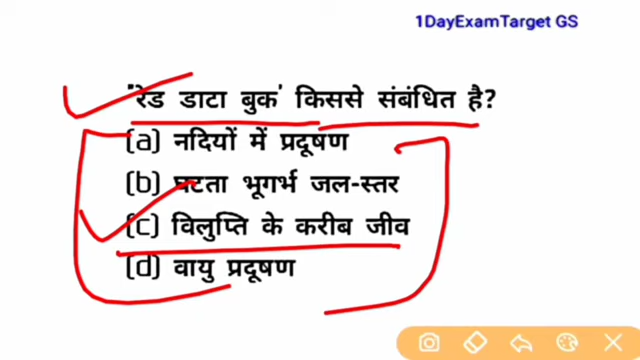 1DayExamTarget GS
"रेड डाटा बुक' किससे संबंधित है?
(a) नदियों में प्रदूषण
(b) घटता भूगर्भ जल-स्तर
(c) विलुप्ति के करीब जीव
(d) वायु प्रदूषण